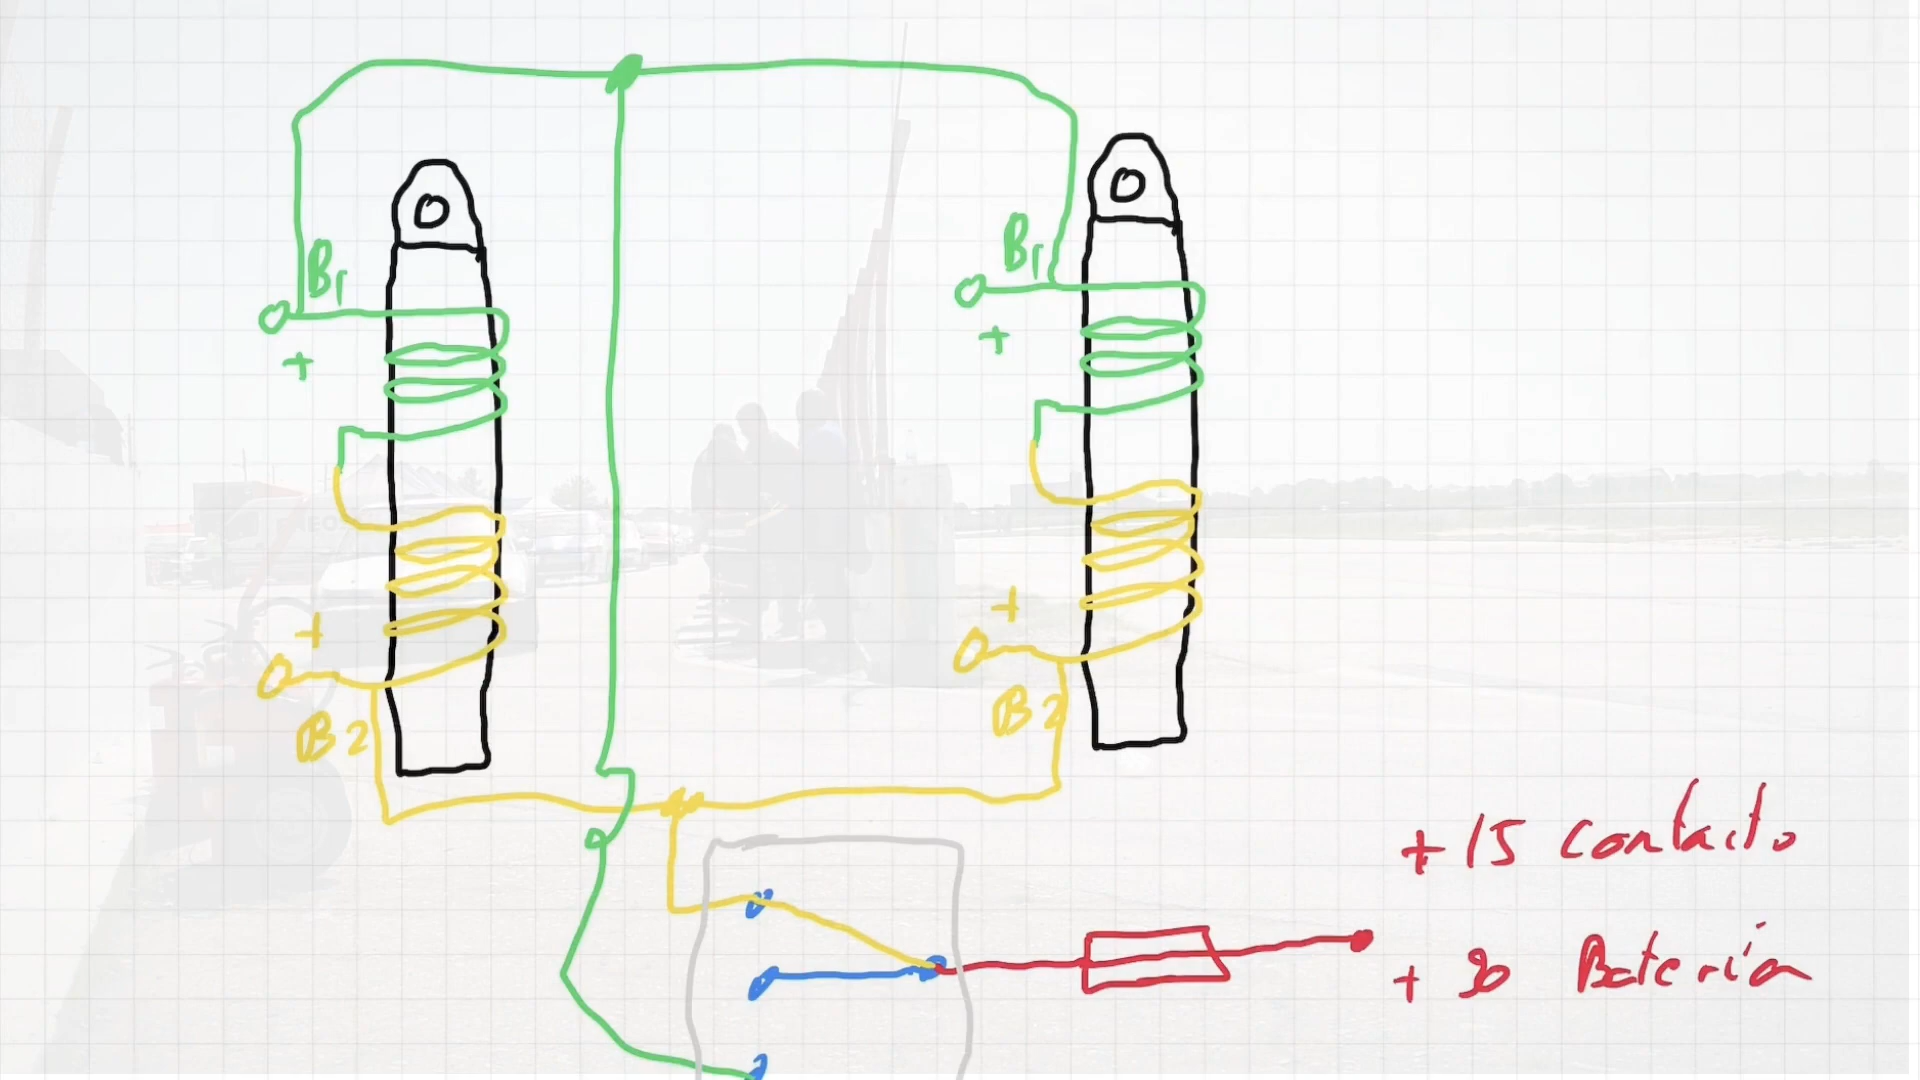 B1
+
B1
+
+
B2
+
B2
+ 15 contacto
+ 30 Bateria